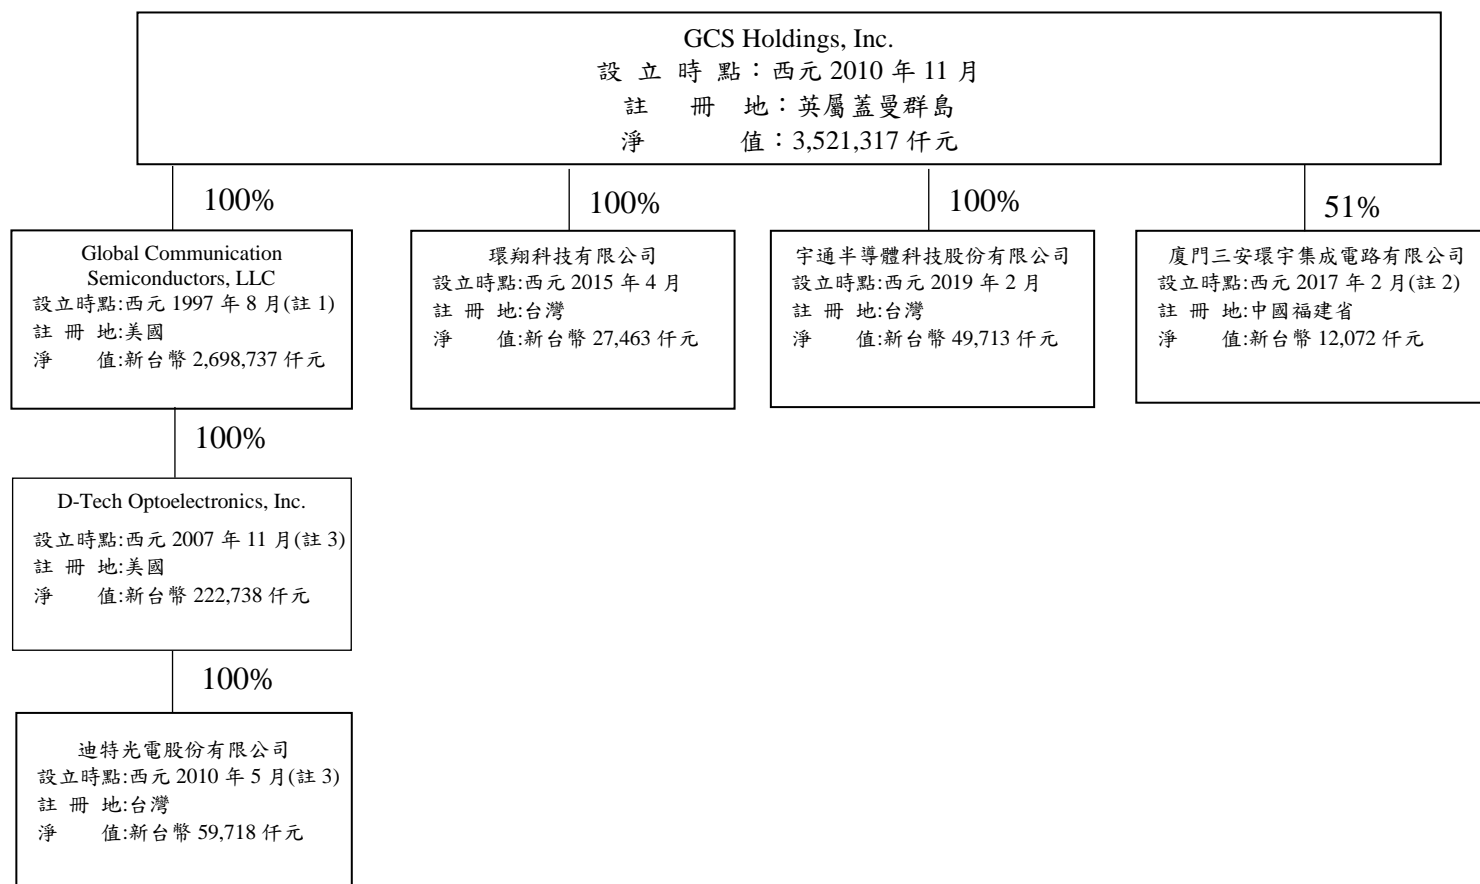 GCS Holdings, Inc.
設 立 時 點：西元 2010 年 11 月
註 冊 地：英屬蓋曼群島
淨 值：3,521,317 仟元
100%
100%
100%
51%
Global Communication
Semiconductors, LLC
設立時點:西元 1997 年 8 月(註 1)
註 冊 地:美國
淨 值:新台幣 2,698,737 仟元
環翔科技有限公司
設立時點:西元 2015 年 4 月
註 冊 地:台灣
淨 值:新台幣 27,463 仟元
宇通半導體科技股份有限公司
設立時點:西元 2019 年 2 月
註 冊 地:台灣
淨 值:新台幣 49,713 仟元
廈門三安環宇集成電路有限公司
設立時點:西元 2017 年 2 月(註 2)
註 冊 地:中國福建省
淨 值:新台幣 12,072 仟元
100%
D-Tech Optoelectronics, Inc.
設立時點:西元 2007 年 11 月(註 3)
註 冊 地:美國
淨 值:新台幣 222,738 仟元
100%
迪特光電股份有限公司
設立時點:西元 2010 年 5 月(註 3)
註 冊 地:台灣
淨 值:新台幣 59,718 仟元